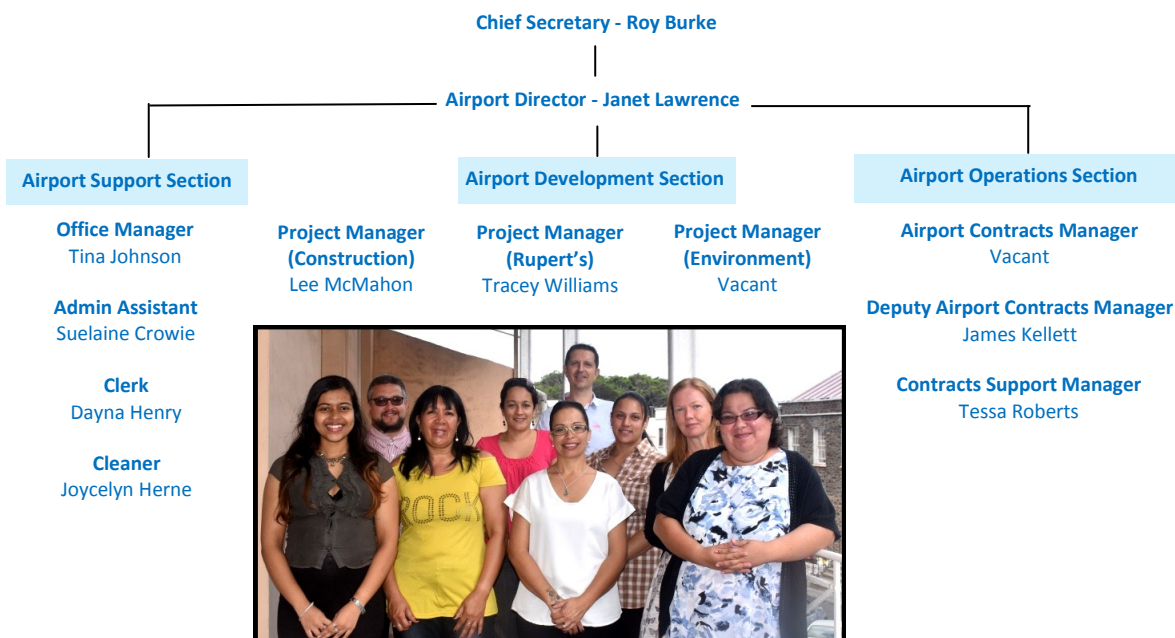 Chief Secretary - Roy Burke
Airport Director - Janet Lawrence
Airport Support Section
Office Manager
Tina Johnson
Admin Assistant
Suelaine Crowie
Clerk
Dayna Henry
Cleaner
Joycelyn Herne
Airport Development Section
Project Manager
(Construction)
Lee McMahon
Project Manager
(Rupert’s)
Tracey Williams
Project Manager
(Environment)
Vacant
Airport Operations Section
Airport Contracts Manager
Vacant
Deputy Airport Contracts Manager
James Kellett
Contracts Support Manager
Tessa Roberts
ROCK